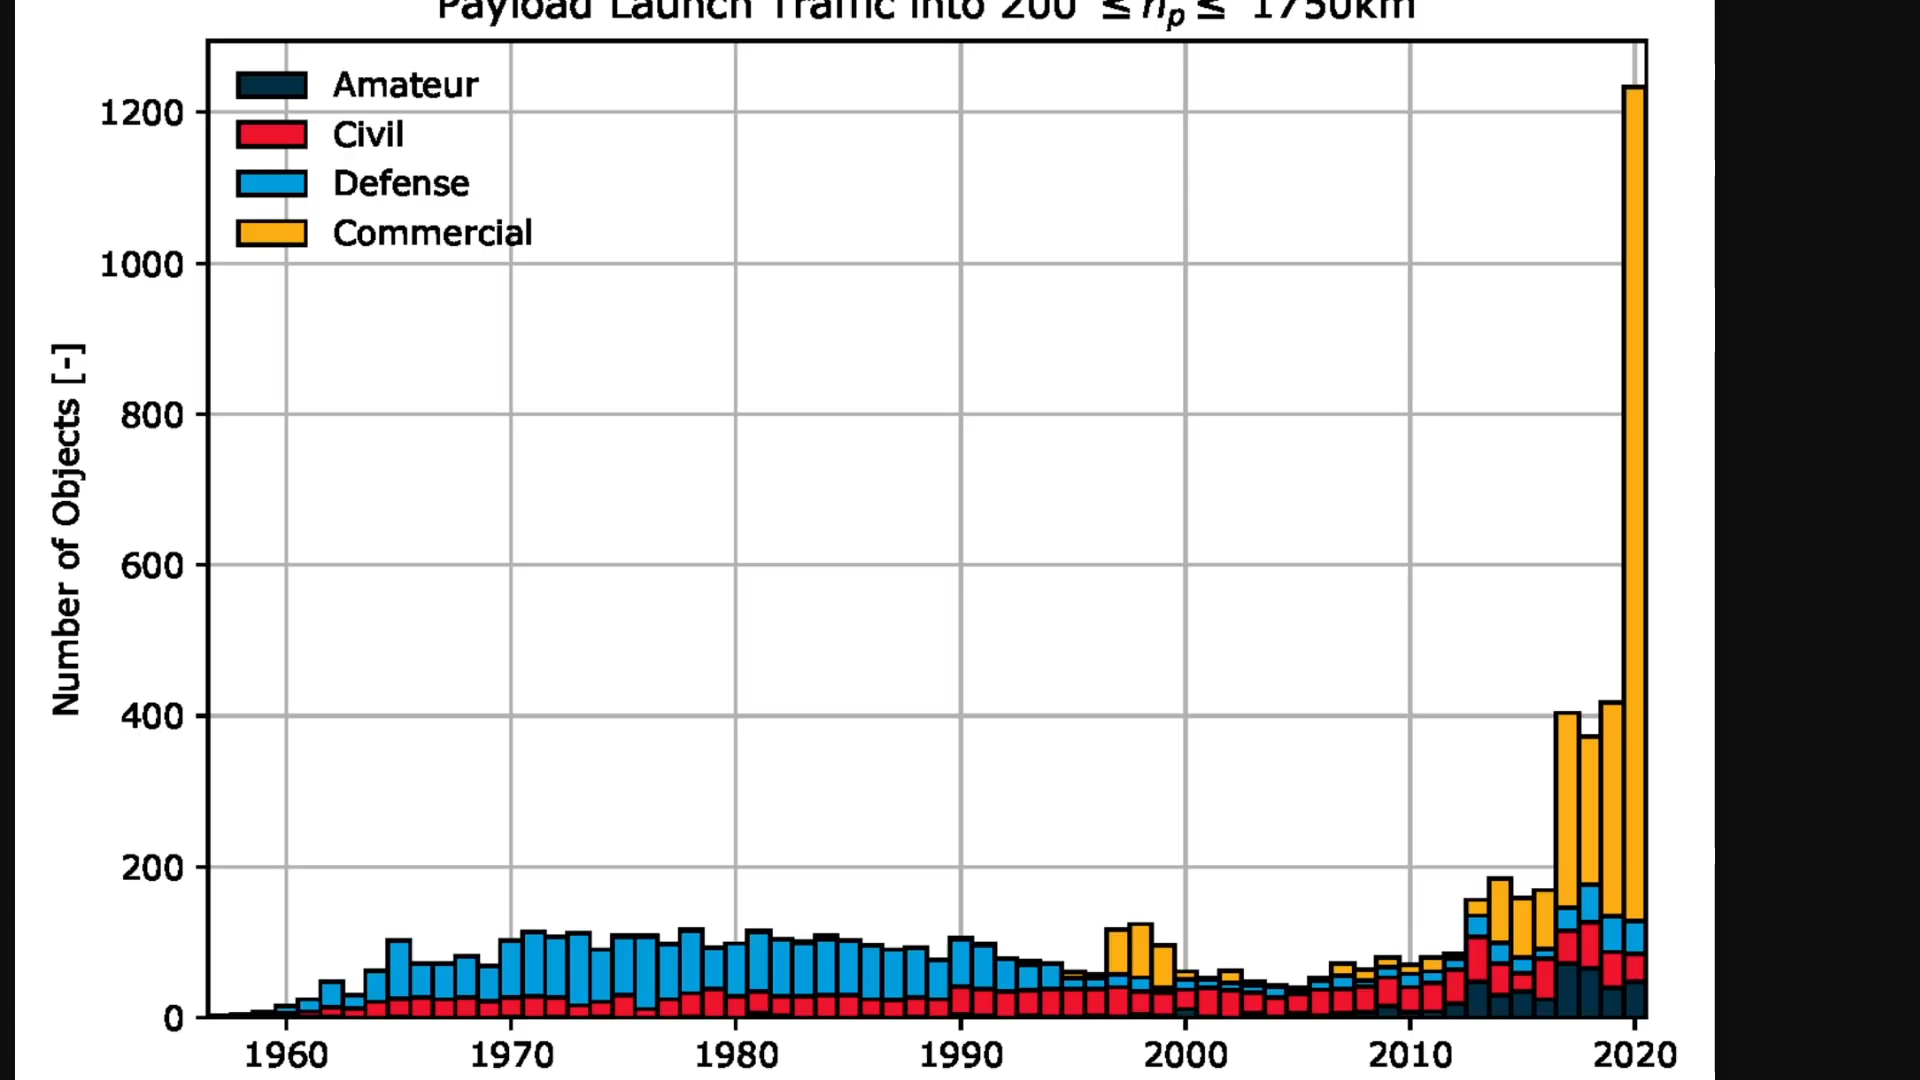 Payload Launch Traffic into 200 ≤ hₚ ≤ 1750km
Amateur
Civil
Defense
Commercial
1200
1000
800
600
400
200
0
Number of Objects [-]
1960 1970 1980 1990 2000 2010 2020